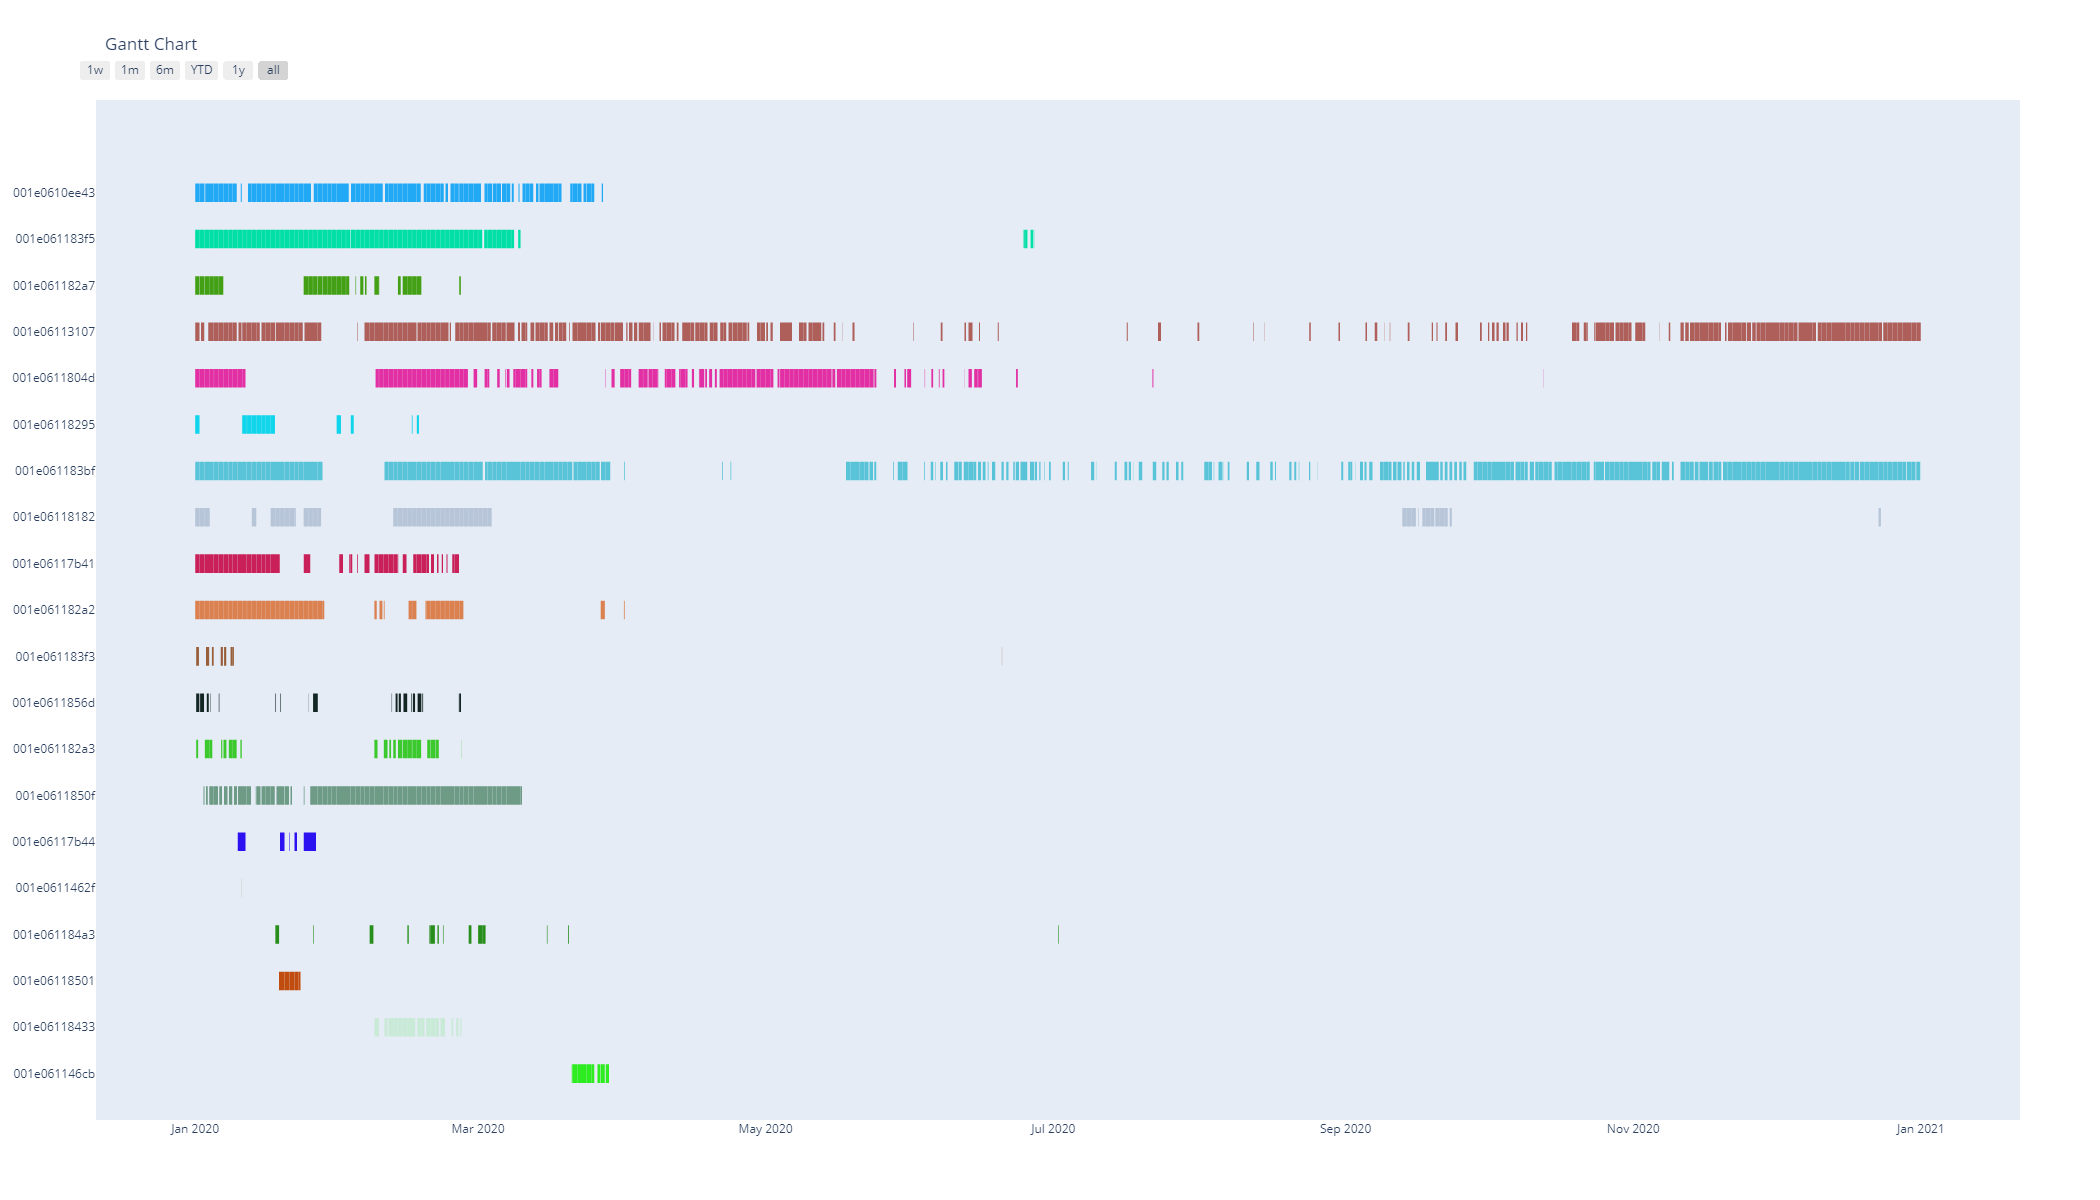 Gantt Chart
1w 1m 6m YTD 1y all
001e0610ee43
001e061183f5
001e061182a7
001e06113107
001e0611804d
001e06118295
001e061183bf
001e06118182
001e06117b41
001e061182a2
001e061183f3
001e0611856d
001e061182a3
001e0611850f
001e06117b44
001e0611462f
001e061184a3
001e06118501
001e06118433
001e061146cb
Jan 2020 Mar 2020 May 2020 Jul 2020 Sep 2020 Nov 2020 Jan 2021